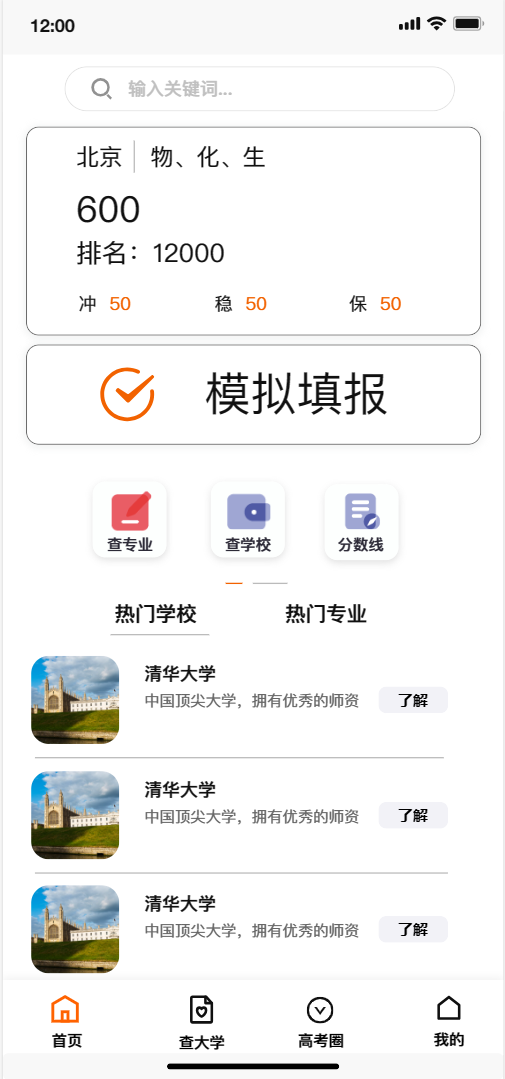 12:00
输入关键词...
北京 物、化、生
600
排名：12000
冲 50 稳 50 保 50
模拟填报
查专业 查学校 分数线
热门学校 热门专业
清华大学
中国顶尖大学，拥有优秀的师资 了解
清华大学
中国顶尖大学，拥有优秀的师资 了解
清华大学
中国顶尖大学，拥有优秀的师资 了解
首页 查大学 高考圈 我的